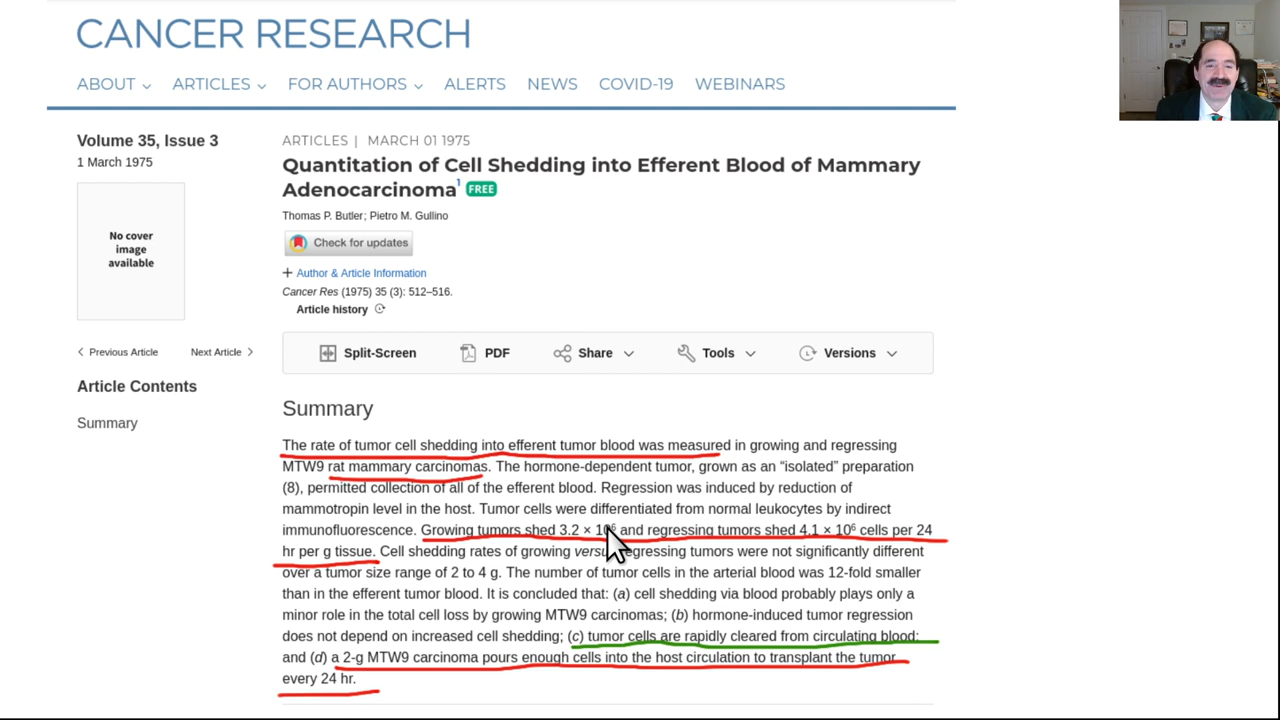 CANCER RESEARCH
ABOUT ARTICLES FOR AUTHORS ALERTS NEWS COVID-19 WEBINARS
Volume 35, Issue 3
1 March 1975
No cover
image
available
Previous Article Next Article
Article Contents
Summary
ARTICLES | MARCH 01 1975
Quantitation of Cell Shedding into Efferent Blood of Mammary
Adenocarcinoma1 FREE
Thomas P. Butler; Pietro M. Gullino
Check for updates
+ Author & Article Information
Cancer Res (1975) 35 (3): 512–516.
Article history
Split-Screen PDF Share Tools Versions
Summary
The rate of tumor cell shedding into efferent tumor blood was measured in growing and regressing
MTW9 rat mammary carcinomas. The hormone-dependent tumor, grown as an “isolated” preparation
(8), permitted collection of all of the efferent blood. Regression was induced by reduction of
mammotropin level in the host. Tumor cells were differentiated from normal leukocytes by indirect
immunofluorescence. Growing tumors shed 3.2 × 10⁶ and regressing tumors shed 4.1 × 10⁶ cells per 24
hr per g tissue. Cell shedding rates of growing versus regressing tumors were not significantly different
over a tumor size range of 2 to 4 g. The number of tumor cells in the arterial blood was 12-fold smaller
than in the efferent tumor blood. It is concluded that: (a) cell shedding via blood probably plays only a
minor role in the total cell loss by growing MTW9 carcinomas; (b) hormone-induced tumor regression
does not depend on increased cell shedding; (c) tumor cells are rapidly cleared from circulating blood;
and (d) a 2-g MTW9 carcinoma pours enough cells into the host circulation to transplant the tumor
every 24 hr.